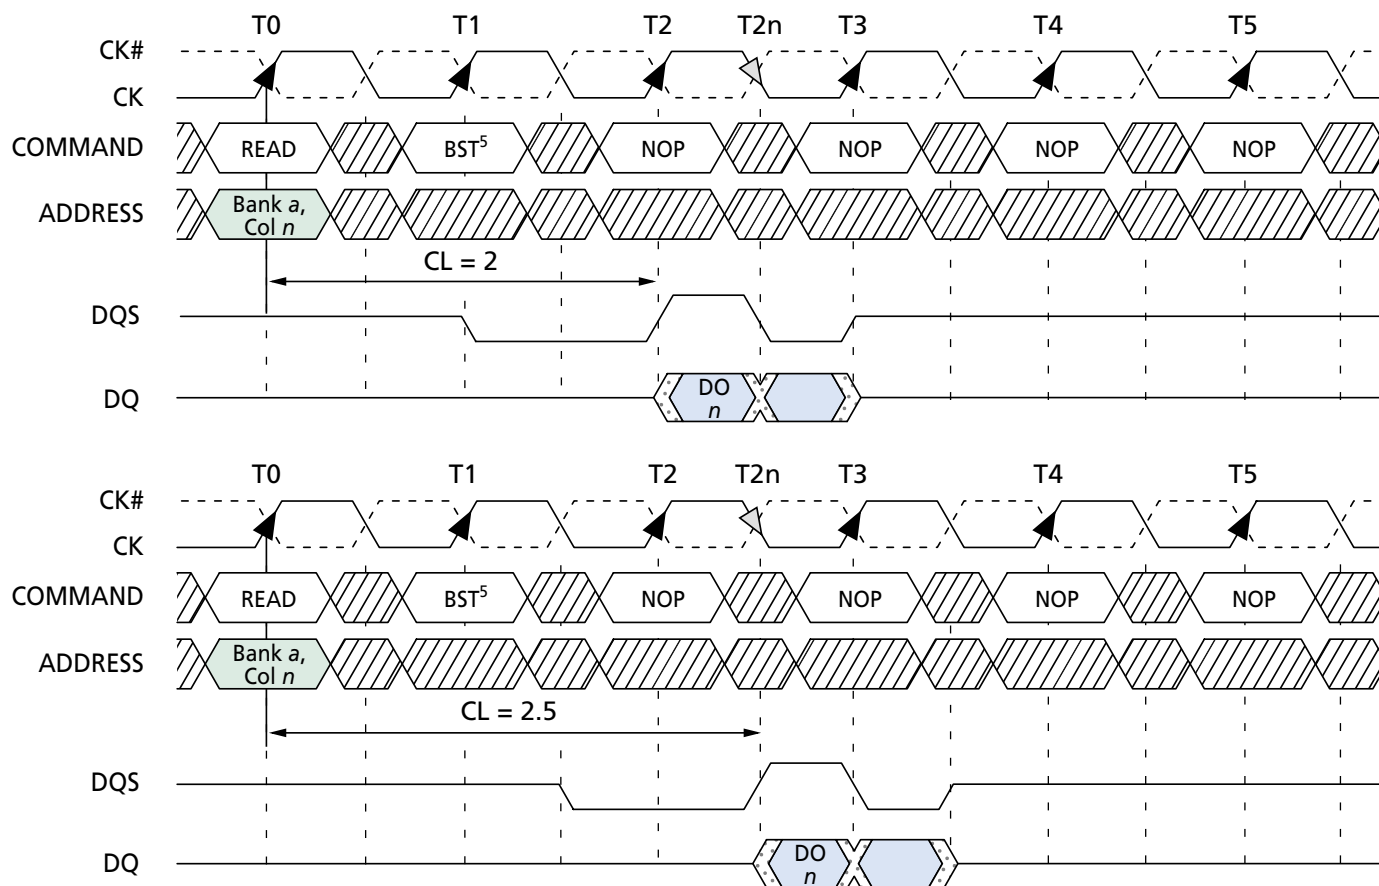 T0 T1 T2 T2n T3 T4 T5
CK#
CK
COMMAND READ BST5 NOP NOP NOP NOP
ADDRESS Bank a,
Col n
CL = 2
DQS
DQ DO
n
T0 T1 T2 T2n T3 T4 T5
CK#
CK
COMMAND READ BST5 NOP NOP NOP NOP
ADDRESS Bank a,
Col n
CL = 2.5
DQS
DQ DO
n